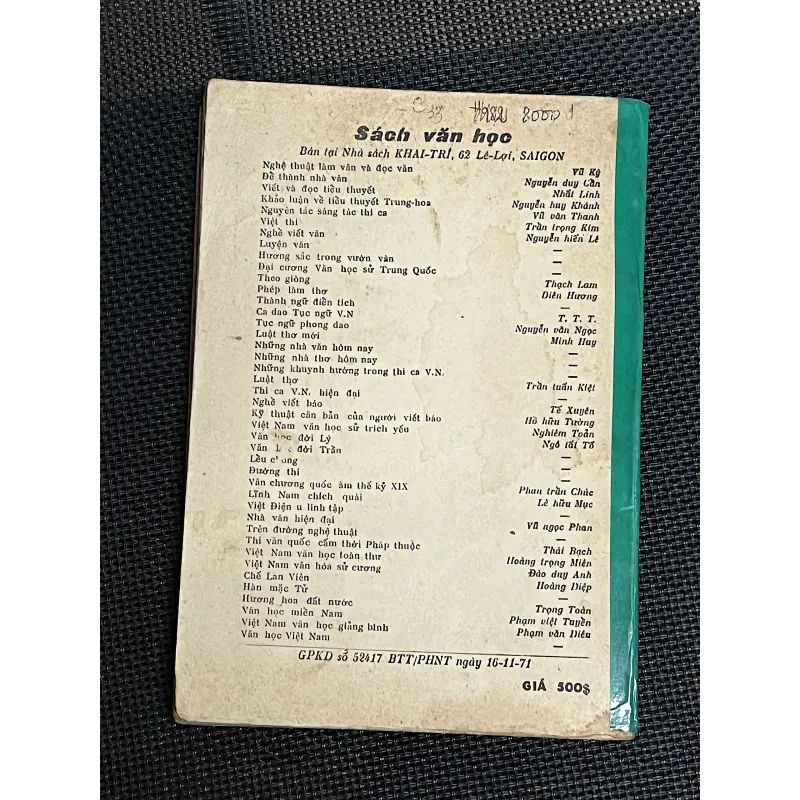 C 33
8000
Sách văn học
Bán tại Nhà sách KHAI-TRÍ, 62 Lê-Lợi, SAIGON
Nghệ thuật làm văn và đọc văn Vũ Ký
Để thành nhà văn Nguyễn duy Cần
Viết và đọc tiểu thuyết Nhất Linh
Khảo luận về tiểu thuyết Trung-hoa Nguyễn huy Khánh
Nguyên tắc sáng tác thi ca Vũ văn Thanh
Việt thi Trần trọng Kim
Nghề viết văn Nguyễn hiến Lê
Luyện văn —
Hương sắc trong vườn văn —
Đại cương Văn học sử Trung Quốc —
Theo giòng Thạch Lam
Phép làm thơ Diên Hương
Thành ngữ điển tích —
Ca dao Tục ngữ V.N T. T. T.
Tục ngữ phong dao Nguyễn văn Ngọc
Luật thơ mới Minh Huy
Những nhà văn hôm nay —
Những nhà thơ hôm nay —
Những khuynh hướng trong thi ca V.N. —
Luật thơ Trần tuấn Kiệt
Thi ca V.N. hiện đại —
Nghề viết báo Tế Xuyên
Kỹ thuật căn bản của người viết báo Hồ hữu Tường
Việt Nam văn học sử trích yếu Nghiêm Toản
Văn học đời Lý Ngô tất Tố
Văn học đời Trần —
Lều chõng —
Đường thi —
Văn chương quốc âm thế kỷ XIX Phan trần Chúc
Lĩnh Nam chích quái Lê hữu Mục
Việt Điện u linh tập —
Nhà văn hiện đại Vũ ngọc Phan
Trên đường nghệ thuật —
Thi văn quốc cấm thời Pháp thuộc Thái Bạch
Việt Nam văn học toàn thư Hoàng trọng Miên
Việt Nam văn hóa sử cương Đào duy Anh
Chế Lan Viên Hoàng Diệp
Hàn mặc Tử —
Hương hoa đất nước Trọng Toàn
Văn học miền Nam Phạm việt Tuyền
Việt Nam văn học giảng bình Phạm văn Diêu
Văn học Việt Nam —
GPKD số 52417 BTT/PHNT ngày 16-11-71
GIÁ 500$